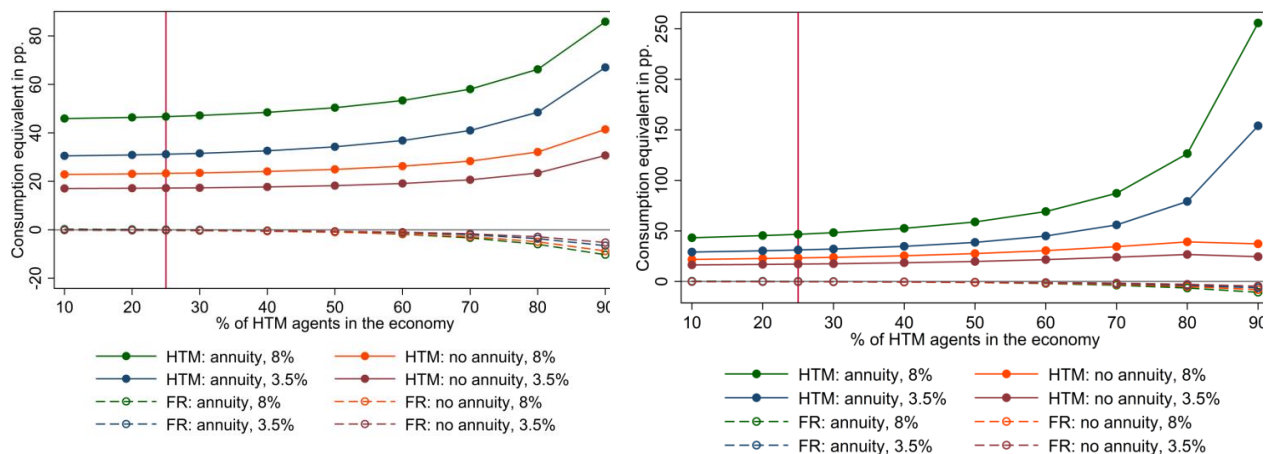 Consumption equivalent in pp.
80
60
40
20
0
-20
10 20 30 40 50 60 70 80 90
% of HTM agents in the economy
HTM: annuity, 8% HTM: no annuity, 8%
HTM: annuity, 3.5% HTM: no annuity, 3.5%
FR: annuity, 8% FR: no annuity, 8%
FR: annuity, 3.5% FR: no annuity, 3.5%
Consumption equivalent in pp.
250
200
150
100
50
0
10 20 30 40 50 60 70 80 90
% of HTM agents in the economy
HTM: annuity, 8% HTM: no annuity, 8%
HTM: annuity, 3.5% HTM: no annuity, 3.5%
FR: annuity, 8% FR: no annuity, 8%
FR: annuity, 3.5% FR: no annuity, 3.5%